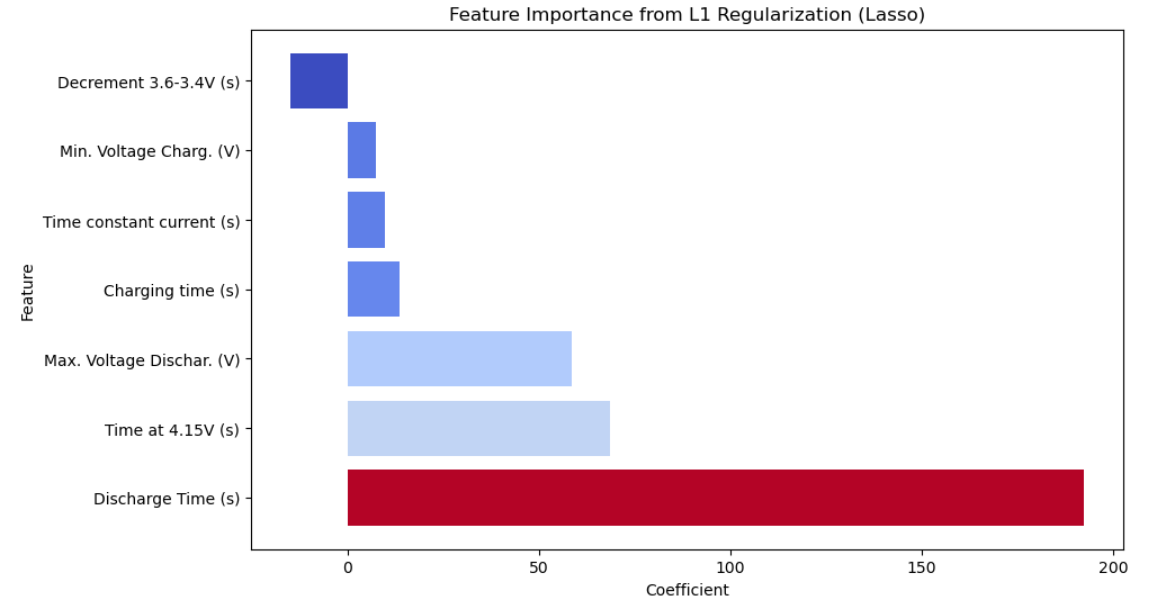 Feature Importance from L1 Regularization (Lasso)
Decrement 3.6-3.4V (s)
Min. Voltage Charg. (V)
Time constant current (s)
Charging time (s)
Max. Voltage Dischar. (V)
Time at 4.15V (s)
Discharge Time (s)
Feature
0 50 100 150 200
Coefficient